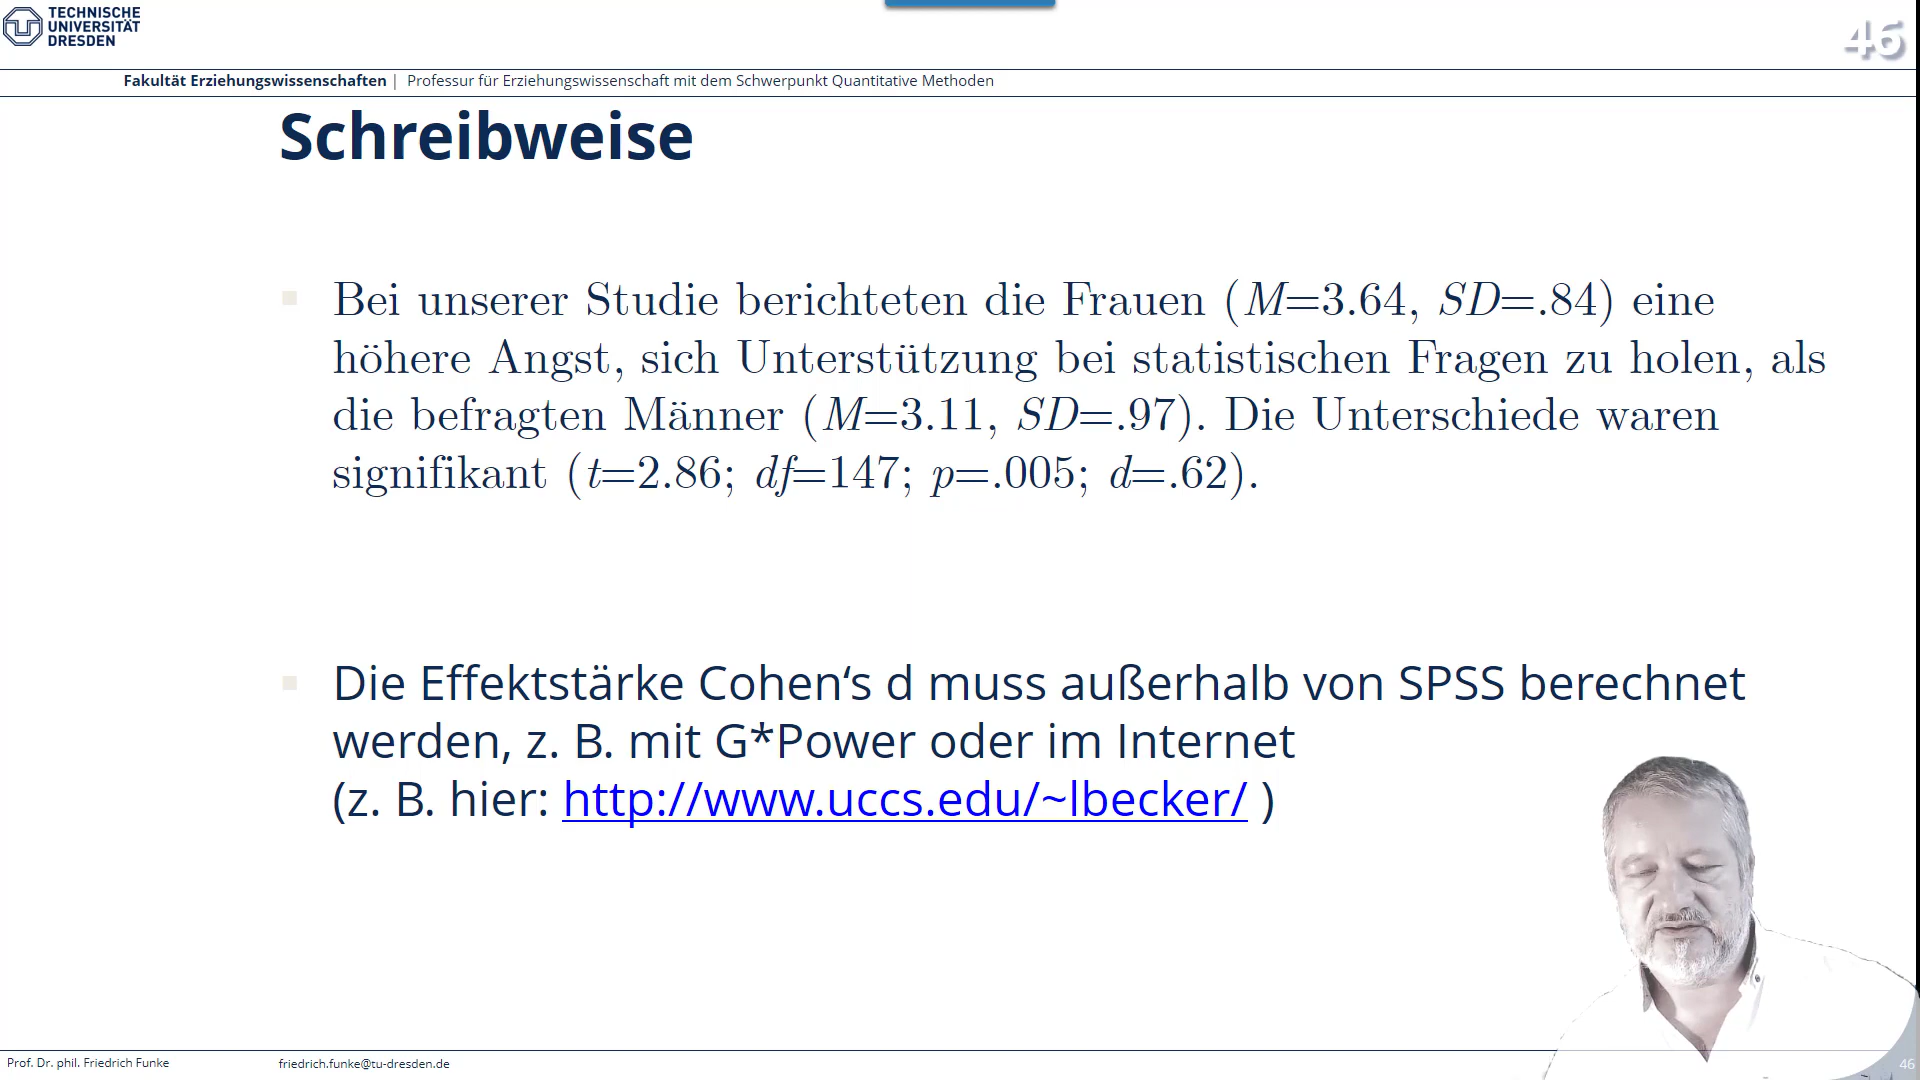 TECHNISCHE
UNIVERSITÄT
DRESDEN
46
Fakultät Erziehungswissenschaften | Professur für Erziehungswissenschaft mit dem Schwerpunkt Quantitative Methoden
Schreibweise
Bei unserer Studie berichteten die Frauen (M=3.64, SD=.84) eine
höhere Angst, sich Unterstützung bei statistischen Fragen zu holen, als
die befragten Männer (M=3.11, SD=.97). Die Unterschiede waren
signifikant (t=2.86; df=147; p=.005; d=.62).
Die Effektstärke Cohen‘s d muss außerhalb von SPSS berechnet
werden, z. B. mit G*Power oder im Internet
(z. B. hier: http://www.uccs.edu/~lbecker/ )
Prof. Dr. phil. Friedrich Funke friedrich.funke@tu-dresden.de 46